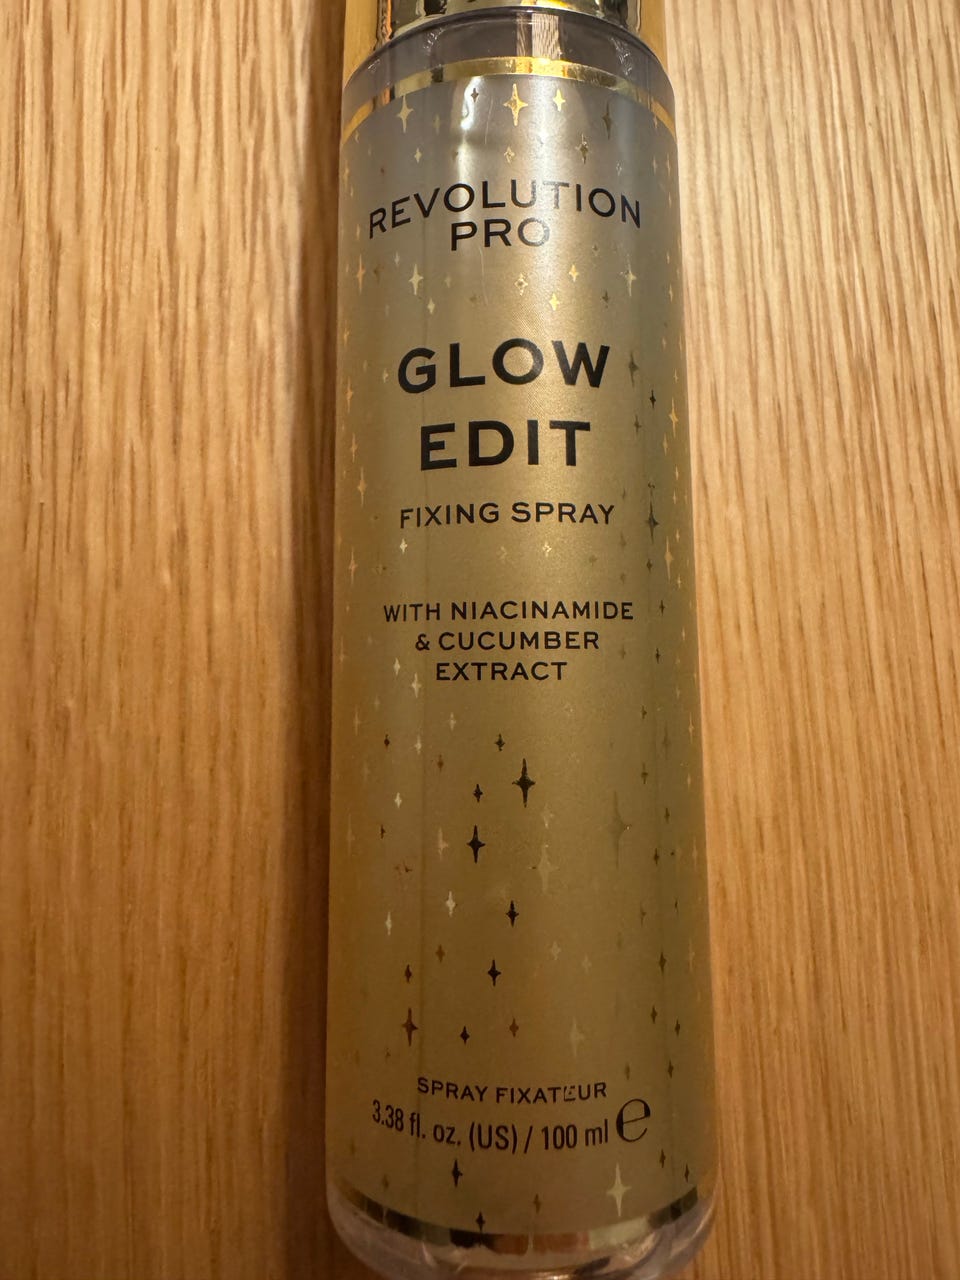 REVOLUTION
PRO
GLOW
EDIT
FIXING SPRAY
WITH NIACINAMIDE
& CUCUMBER
EXTRACT
SPRAY FIXATEUR
3.38 fl. oz. (US) / 100 ml ℮